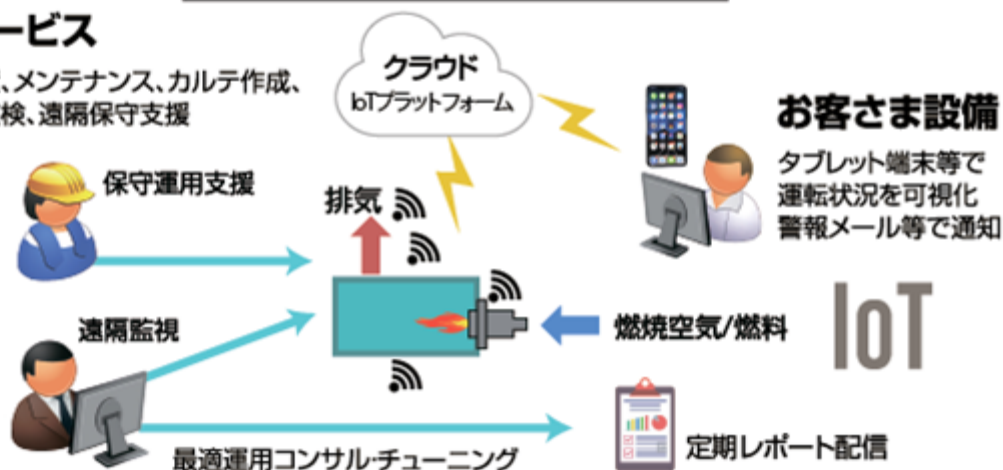 ービス
、メンテナンス、カルテ作成、
検、遠隔保守支援
クラウド
IoTプラットフォーム
お客さま設備
タブレット端末等で
運転状況を可視化
警報メール等で通知
保守運用支援
排気
遠隔監視
燃焼空気/燃料
IoT
最適運用コンサル・チューニング
定期レポート配信